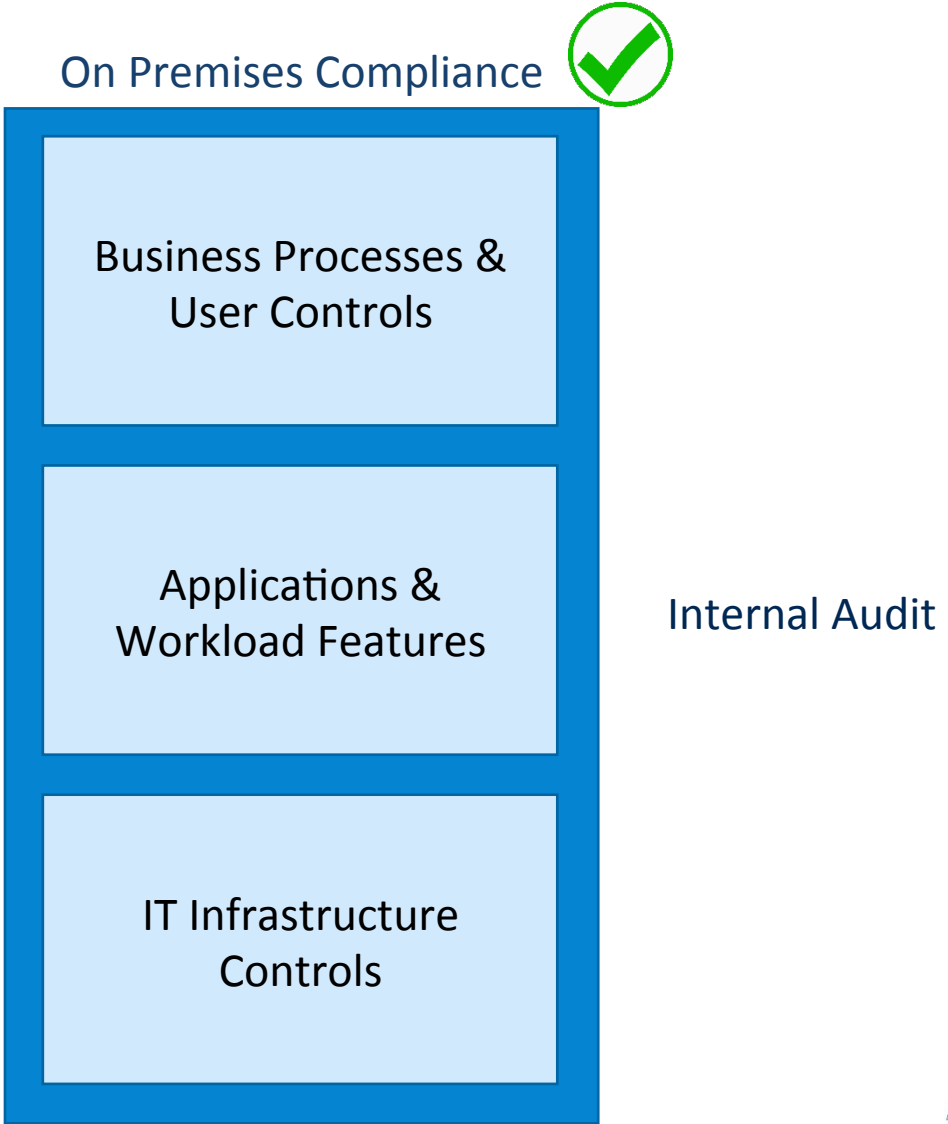 On Premises Compliance
Business Processes &
User Controls
Applications &
Workload Features
Internal Audit
IT Infrastructure
Controls